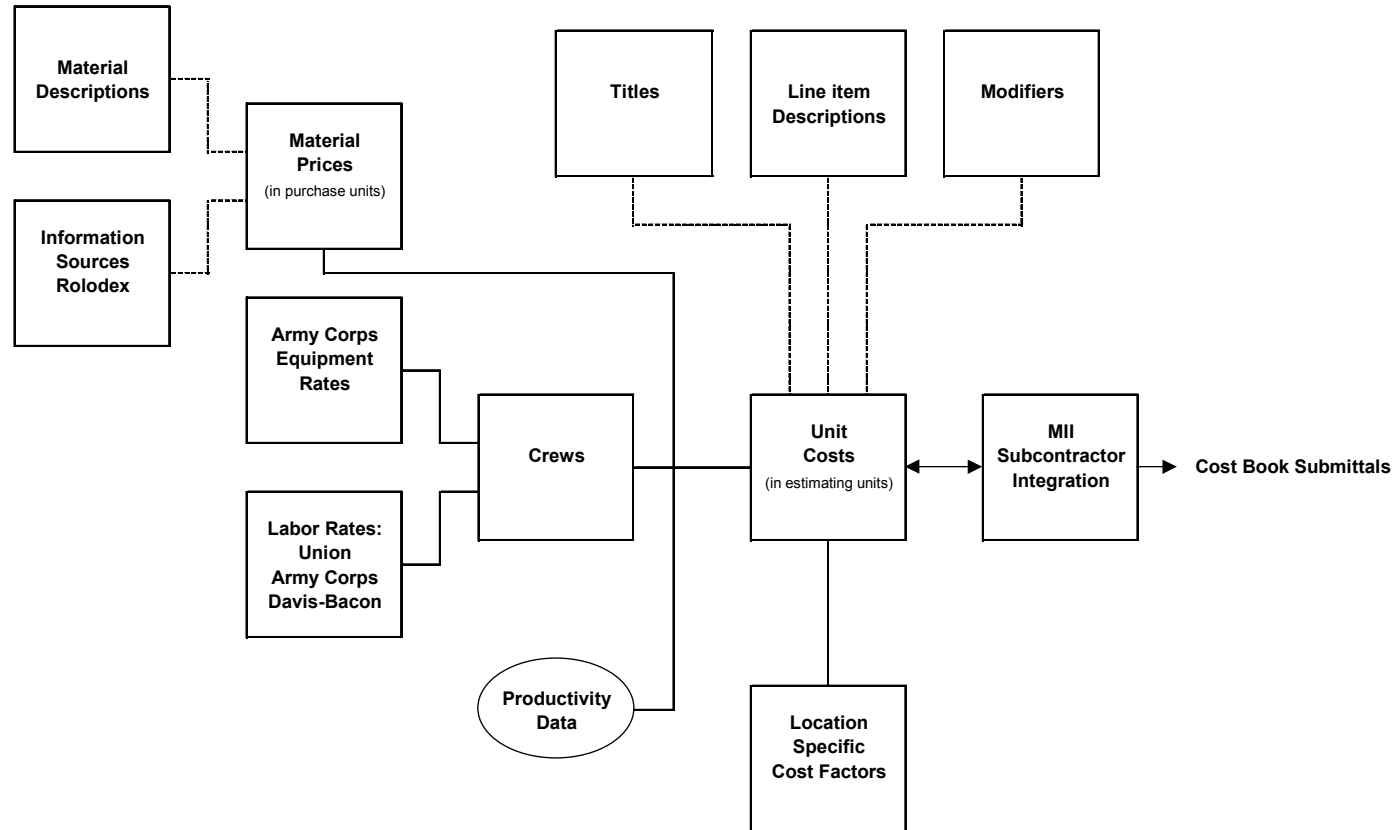 Material
Descriptions
Titles
Line item
Descriptions
Modifiers
Material
Prices
(in purchase units)
Information
Sources
Rolodex
Army Corps
Equipment
Rates
Crews
Unit
Costs
(in estimating units)
MII
Subcontractor
Integration
Cost Book Submittals
Labor Rates:
Union
Army Corps
Davis-Bacon
Productivity
Data
Location
Specific
Cost Factors